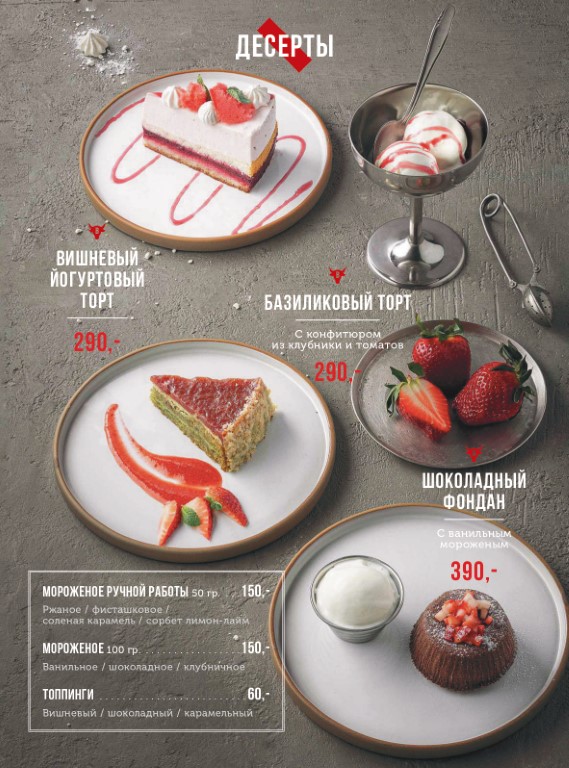 ДЕСЕРТЫ
ВИШНЕВЫЙ
ЙОГУРТОВЫЙ
ТОРТ
290,-
БАЗИЛИКОВЫЙ ТОРТ
С конфитюром
из клубники и томатов
290,-
ШОКОЛАДНЫЙ
ФОНДАН
С ванильным
мороженым
390,-
МОРОЖЕНОЕ РУЧНОЙ РАБОТЫ 50 гр. . . 150,-
Ржаное / фисташковое /
соленая карамель / сорбет лимон-лайм
МОРОЖЕНОЕ 100 гр. . . . . . . . . . . . . . . 150,-
Ванильное / шоколадное / клубничное
ТОППИНГИ . . . . . . . . . . . . . . . . . . . . . . 60,-
Вишневый / шоколадный / карамельный